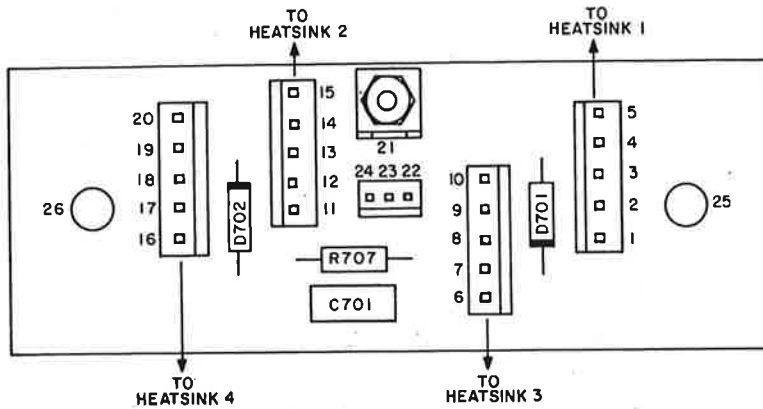 TO
HEATSINK 2
TO
HEATSINK 1
20
19
18
17
16
26
D702
15
14
13
12
11
21
24 23 22
R707
C701
10
9
8
7
6
D701
5
4
3
2
1
25
TO
HEATSINK 4
TO
HEATSINK 3